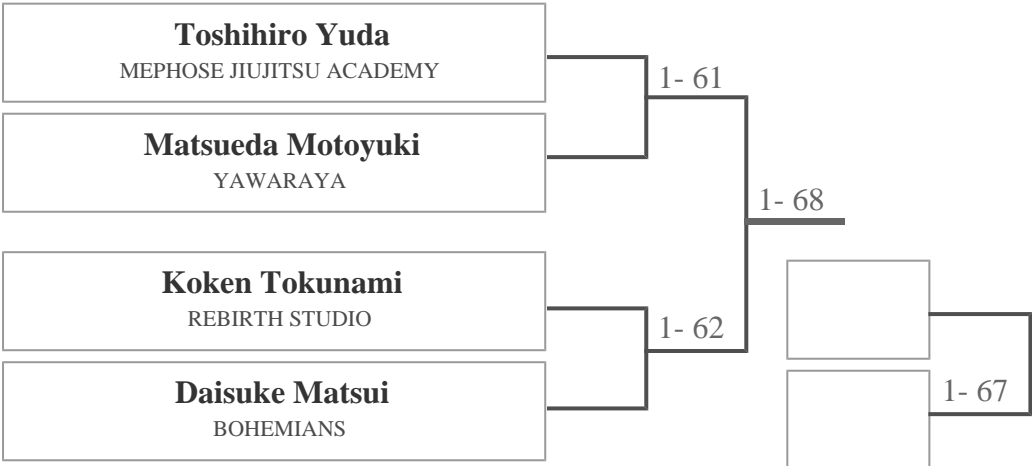 Toshihiro Yuda
MEPHOSE JIUJITSU ACADEMY
1- 61
Matsueda Motoyuki
YAWARAYA
1- 68
Koken Tokunami
REBIRTH STUDIO
1- 62
Daisuke Matsui
BOHEMIANS
1- 67